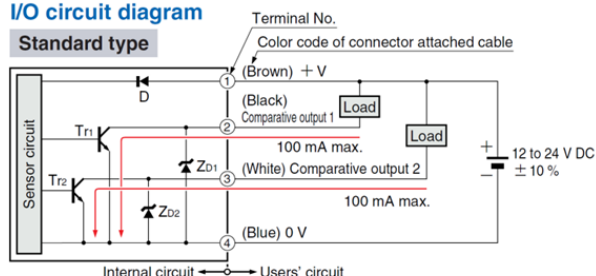 I/O circuit diagram
Standard type
Terminal No.
Color code of connector attached cable
(Brown) +V
1
D
(Black)
Comparative output 1
Load
2
Tr1
100 mA max.
Load
ZD1
(White) Comparative output 2
3
Sensor circuit
Tr2
100 mA max.
ZD2
+
12 to 24 V DC
± 10 %
−
(Blue) 0 V
4
Internal circuit
Users' circuit